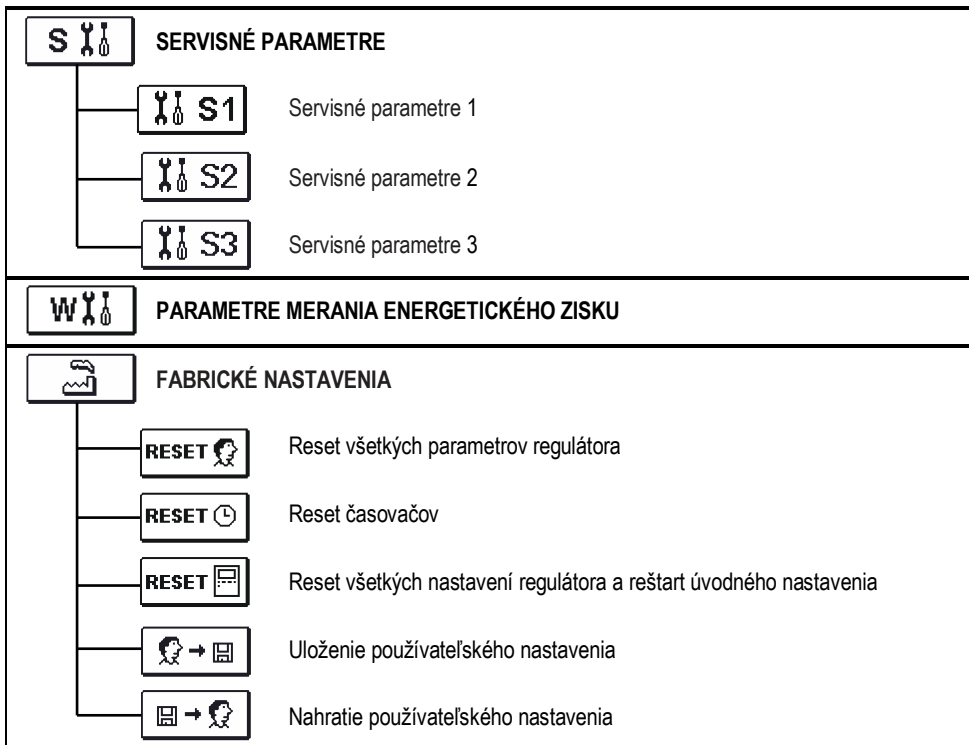 S SERVISNÉ PARAMETRE
S1 Servisné parametre 1
S2 Servisné parametre 2
S3 Servisné parametre 3
W PARAMETRE MERANIA ENERGETICKÉHO ZISKU
FABRICKÉ NASTAVENIA
RESET Reset všetkých parametrov regulátora
RESET Reset časovačov
RESET Reset všetkých nastavení regulátora a reštart úvodného nastavenia
Uloženie používateľského nastavenia
Nahratie používateľského nastavenia